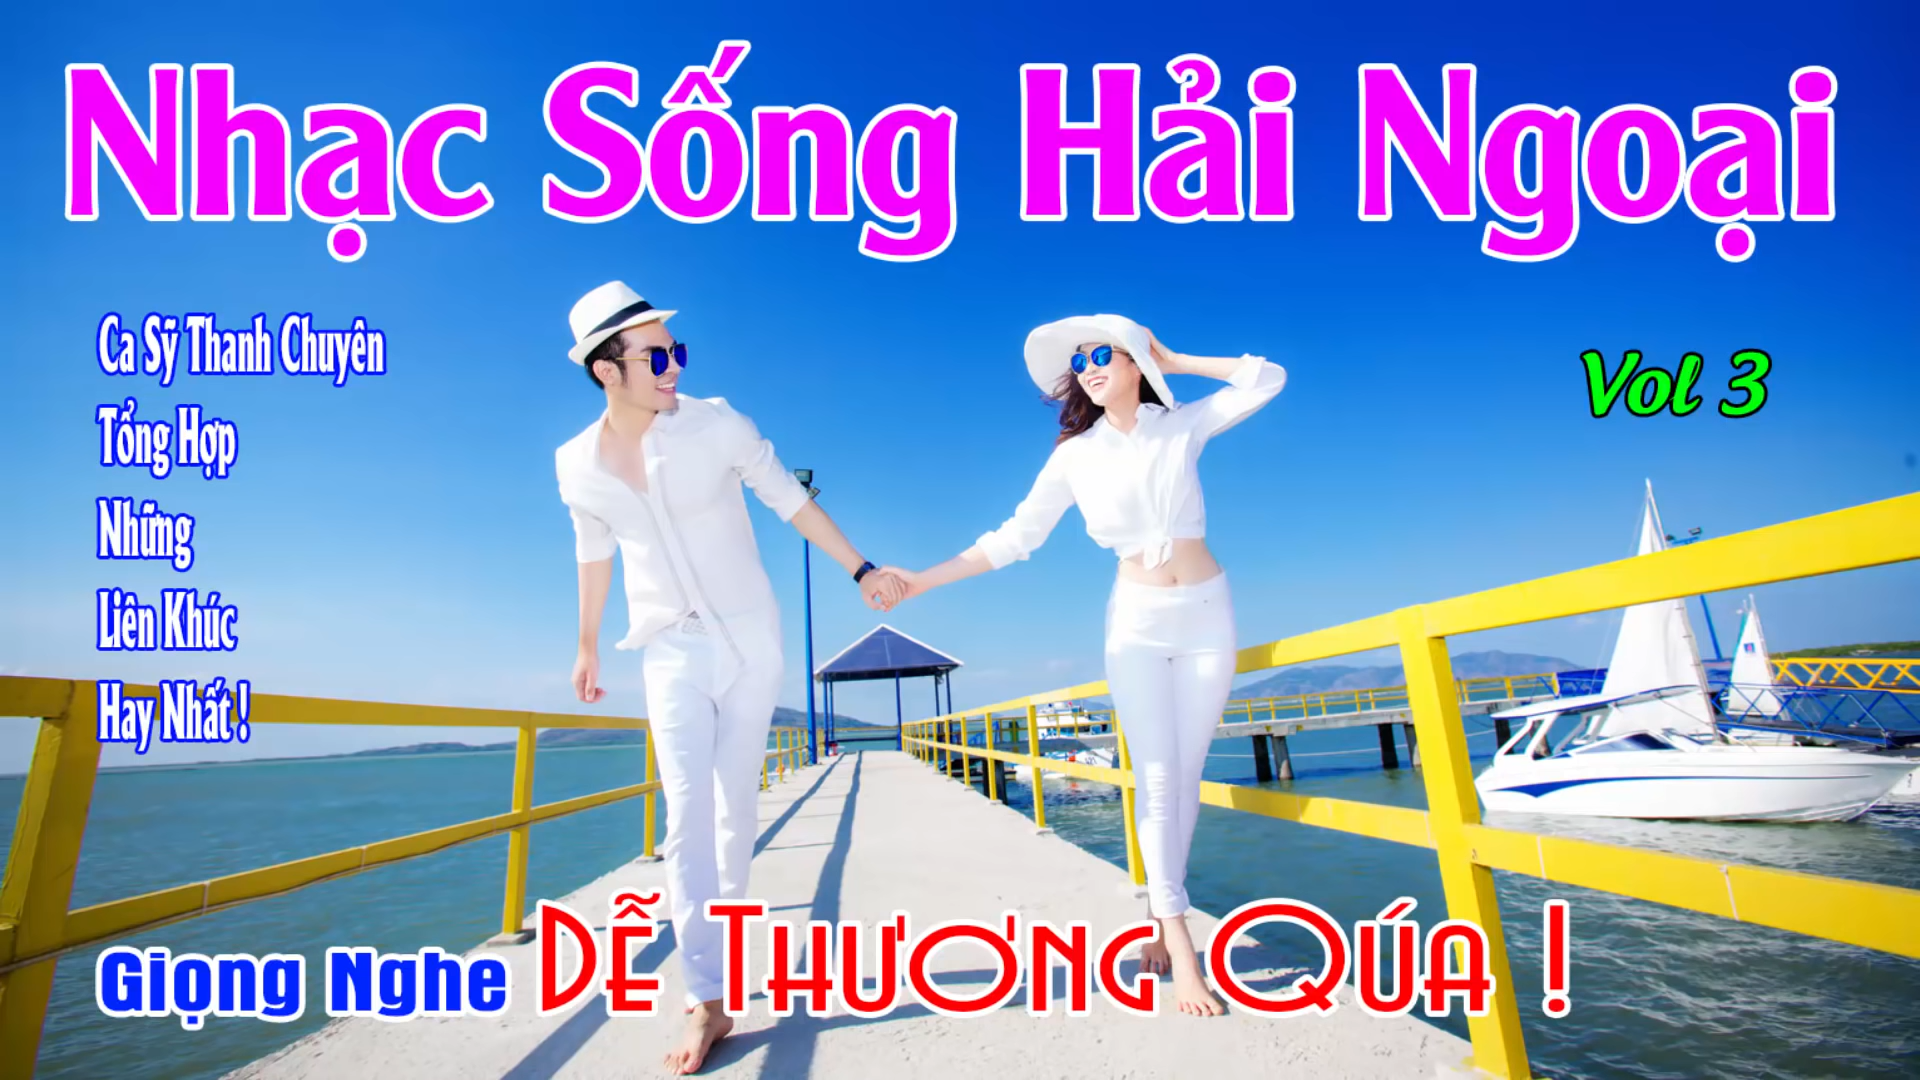 Nhạc Sống Hải Ngoại
Ca Sỹ Thanh Chuyên
Tổng Hợp
Những
Liên Khúc
Hay Nhất !
Vol 3
Giọng Nghe DỄ THƯƠNG QÚA !